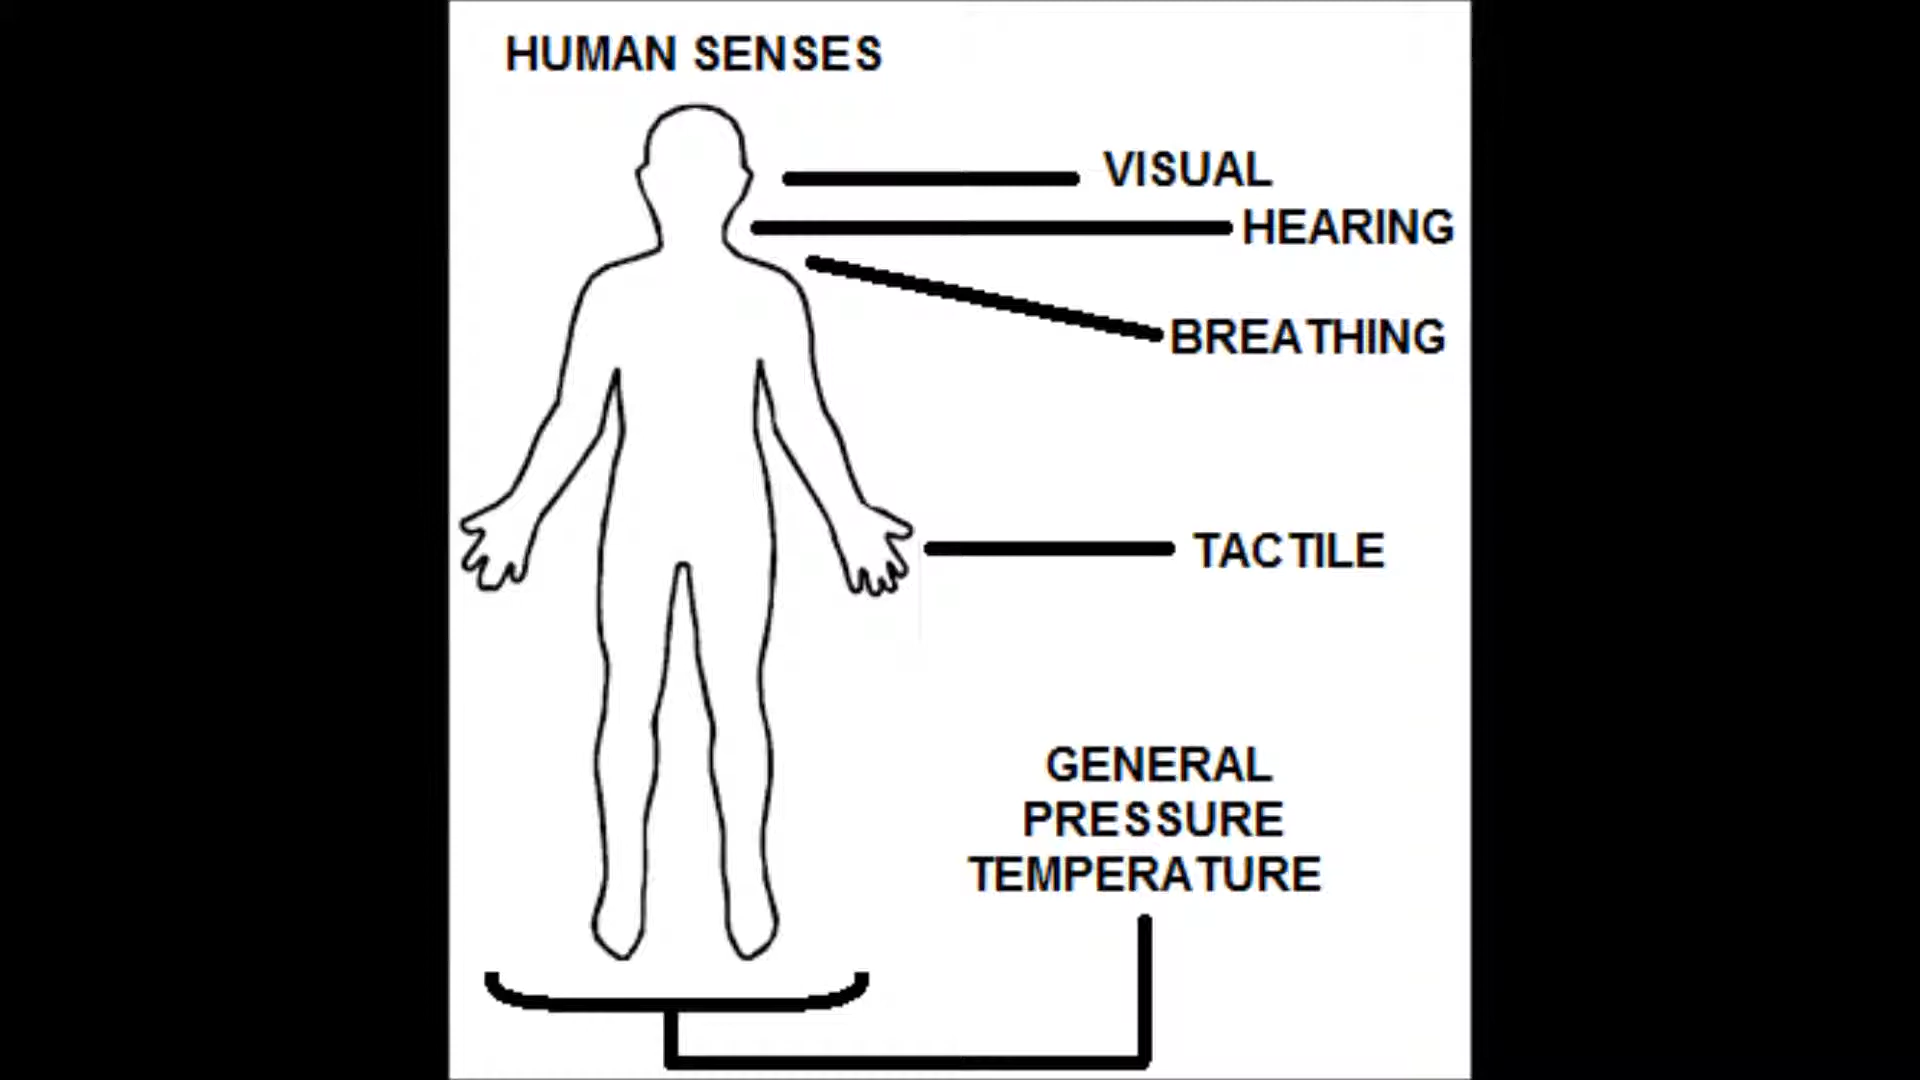 HUMAN SENSES
VISUAL
HEARING
BREATHING
TACTILE
GENERAL
PRESSURE
TEMPERATURE